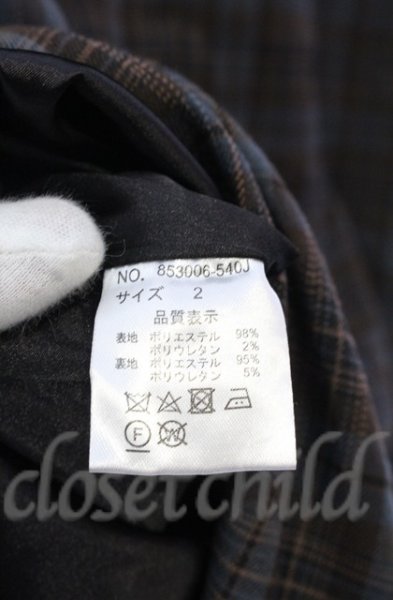 NO. 853006-540J
サイズ 2
品質表示
表地 ポリエステル 98%
ポリウレタン 2%
裏地 ポリエステル 95%
ポリウレタン 5%
F W
closet child